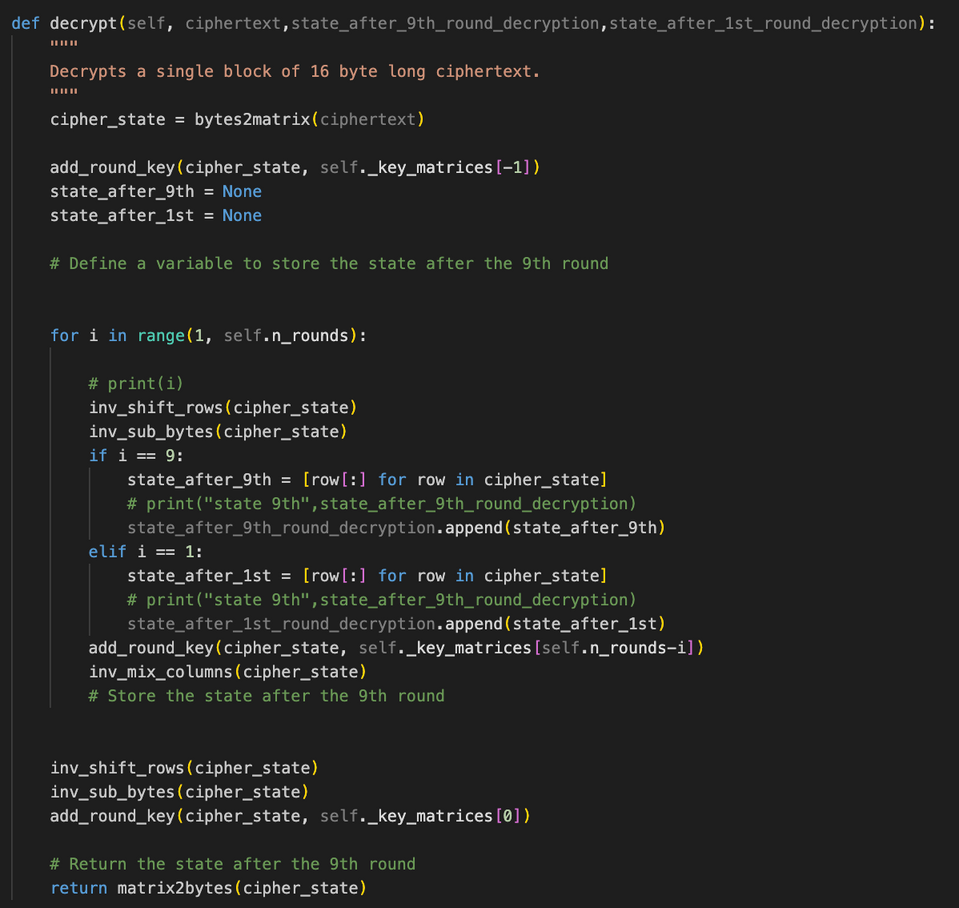 def decrypt(self, ciphertext,state_after_9th_round_decryption,state_after_1st_round_decryption):
    """
    Decrypts a single block of 16 byte long ciphertext.
    """
    cipher_state = bytes2matrix(ciphertext)
    add_round_key(cipher_state, self._key_matrices[-1])
    state_after_9th = None
    state_after_1st = None
    # Define a variable to store the state after the 9th round
    for i in range(1, self.n_rounds):
        # print(i)
        inv_shift_rows(cipher_state)
        inv_sub_bytes(cipher_state)
        if i == 9:
            state_after_9th = [row[:] for row in cipher_state]
            # print("state 9th",state_after_9th_round_decryption)
            state_after_9th_round_decryption.append(state_after_9th)
        elif i == 1:
            state_after_1st = [row[:] for row in cipher_state]
            # print("state 9th",state_after_9th_round_decryption)
            state_after_1st_round_decryption.append(state_after_1st)
        add_round_key(cipher_state, self._key_matrices[self.n_rounds-i])
        inv_mix_columns(cipher_state)
        # Store the state after the 9th round
    inv_shift_rows(cipher_state)
    inv_sub_bytes(cipher_state)
    add_round_key(cipher_state, self._key_matrices[0])
    # Return the state after the 9th round
    return matrix2bytes(cipher_state)